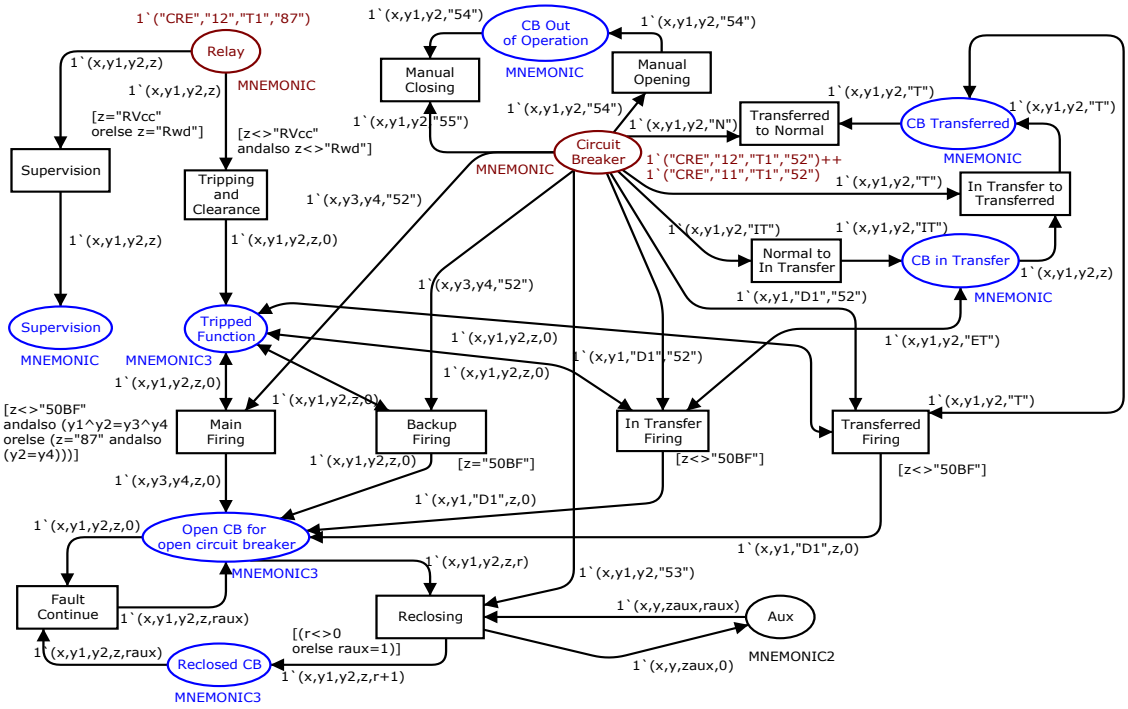 1`("CRE","12","T1","87")
Relay
MNEMONIC
1`(x,y1,y2,z)
1`(x,y1,y2,z)
[z="RVcc"
orelse z="Rwd"]
[z<>"RVcc"
andalso z<>"Rwd"]
Supervision
Tripping
and
Clearance
1`(x,y1,y2,z)
1`(x,y1,y2,z,0)
Supervision
MNEMONIC
Tripped
Function
MNEMONIC3
1`(x,y1,y2,"54")
CB Out
of Operation
MNEMONIC
1`(x,y1,y2,"54")
Manual
Closing
Manual
Opening
1`(x,y1,y2,"55")
1`(x,y1,y2,"54")
Circuit
Breaker
MNEMONIC
1`("CRE","12","T1","52")++
1`("CRE","11","T1","52")
1`(x,y1,y2,"N")
Transferred
to Normal
1`(x,y1,y2,"T")
CB Transferred
MNEMONIC
1`(x,y1,y2,"T")
1`(x,y1,y2,"T")
In Transfer to
Transferred
1`(x,y3,y4,"52")
1`(x,y1,y2,"IT")
Normal to
In Transfer
1`(x,y1,y2,"IT")
CB in Transfer
MNEMONIC
1`(x,y1,y2,z)
1`(x,y3,y4,"52")
1`(x,y1,"D1","52")
1`(x,y1,y2,"ET")
1`(x,y1,y2,z,0)
1`(x,y1,"D1","52")
1`(x,y1,y2,z,0)
1`(x,y1,y2,z,0)
1`(x,y1,y2,z,0)
1`(x,y1,y2,"T")
[z<>"50BF"
andalso (y1^y2=y3^y4
orelse (z="87" andalso
(y2=y4)))]
Main
Firing
Backup
Firing
[z="50BF"]
In Transfer
Firing
[z<>"50BF"]
Transferred
Firing
[z<>"50BF"]
1`(x,y3,y4,z,0)
1`(x,y1,y2,z,0)
1`(x,y1,"D1",z,0)
1`(x,y1,"D1",z,0)
1`(x,y1,y2,z,0)
Open CB for
open circuit breaker
MNEMONIC3
1`(x,y1,y2,z,r)
1`(x,y1,y2,"53")
Fault
Continue
1`(x,y1,y2,z,raux)
Reclosing
1`(x,y,zaux,raux)
Aux
MNEMONIC2
1`(x,y,zaux,0)
[(r<>0
orelse raux=1)]
1`(x,y1,y2,z,raux)
Reclosed CB
MNEMONIC3
1`(x,y1,y2,z,r+1)